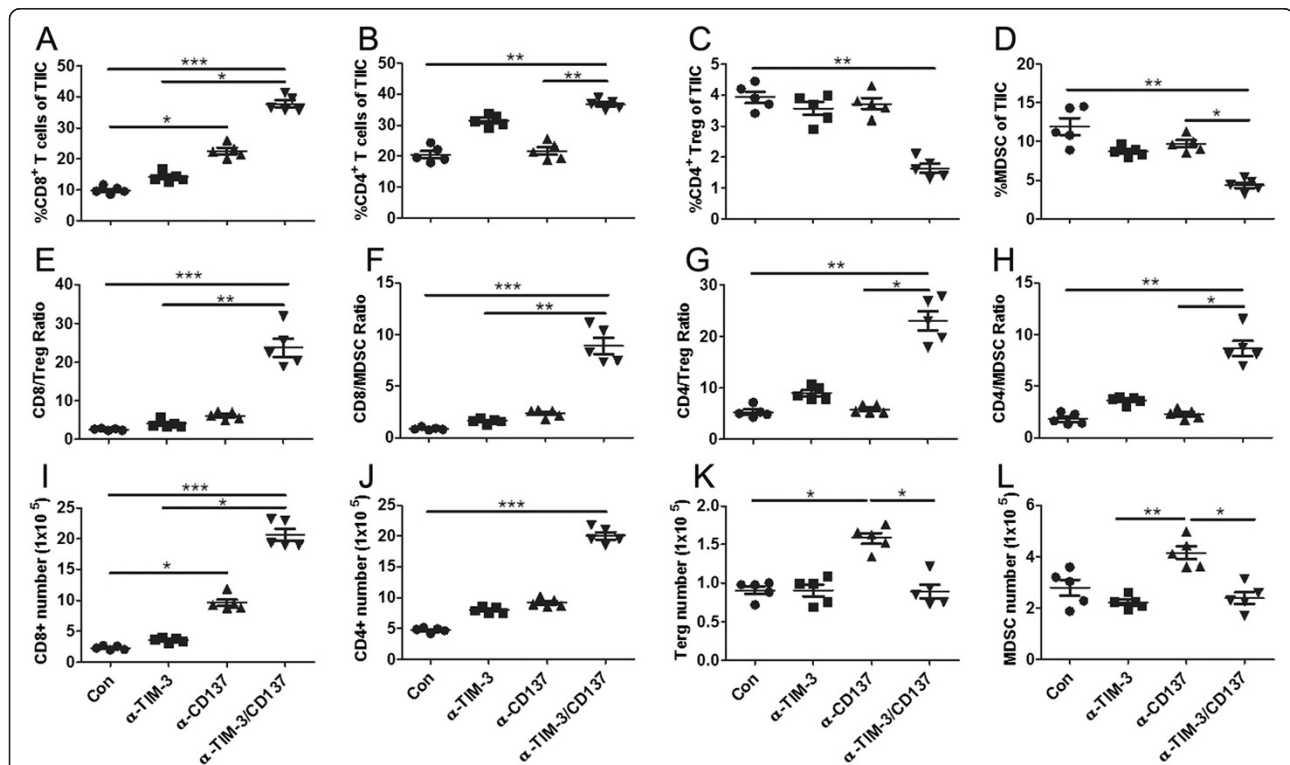 A
%CD8+ T cells of TIIC
50
40
30
20
10
0
***
*
*
B
%CD4+ T cells of TIIC
50
40
30
20
10
0
**
**
C
%CD4+ Treg of TIIC
5
4
3
2
1
0
**
D
%MDSC of TIIC
20
15
10
5
0
**
*
E
CD8/Treg Ratio
40
30
20
10
0
***
**
F
CD8/MDSC Ratio
15
10
5
0
***
**
G
CD4/Treg Ratio
30
20
10
0
**
*
H
CD4/MDSC Ratio
15
10
5
0
**
*
I
CD8+ number (1x10 5)
25
20
15
10
5
0
***
*
*
Con
α-TIM-3
α-CD137
α-TIM-3/CD137
J
CD4+ number (1x10 5)
25
20
15
10
5
0
***
Con
α-TIM-3
α-CD137
α-TIM-3/CD137
K
Terg number (1x10 5)
2.0
1.5
1.0
0.5
0.0
*
*
Con
α-TIM-3
α-CD137
α-TIM-3/CD137
L
MDSC number (1x10 5)
6
4
2
0
**
*
Con
α-TIM-3
α-CD137
α-TIM-3/CD137